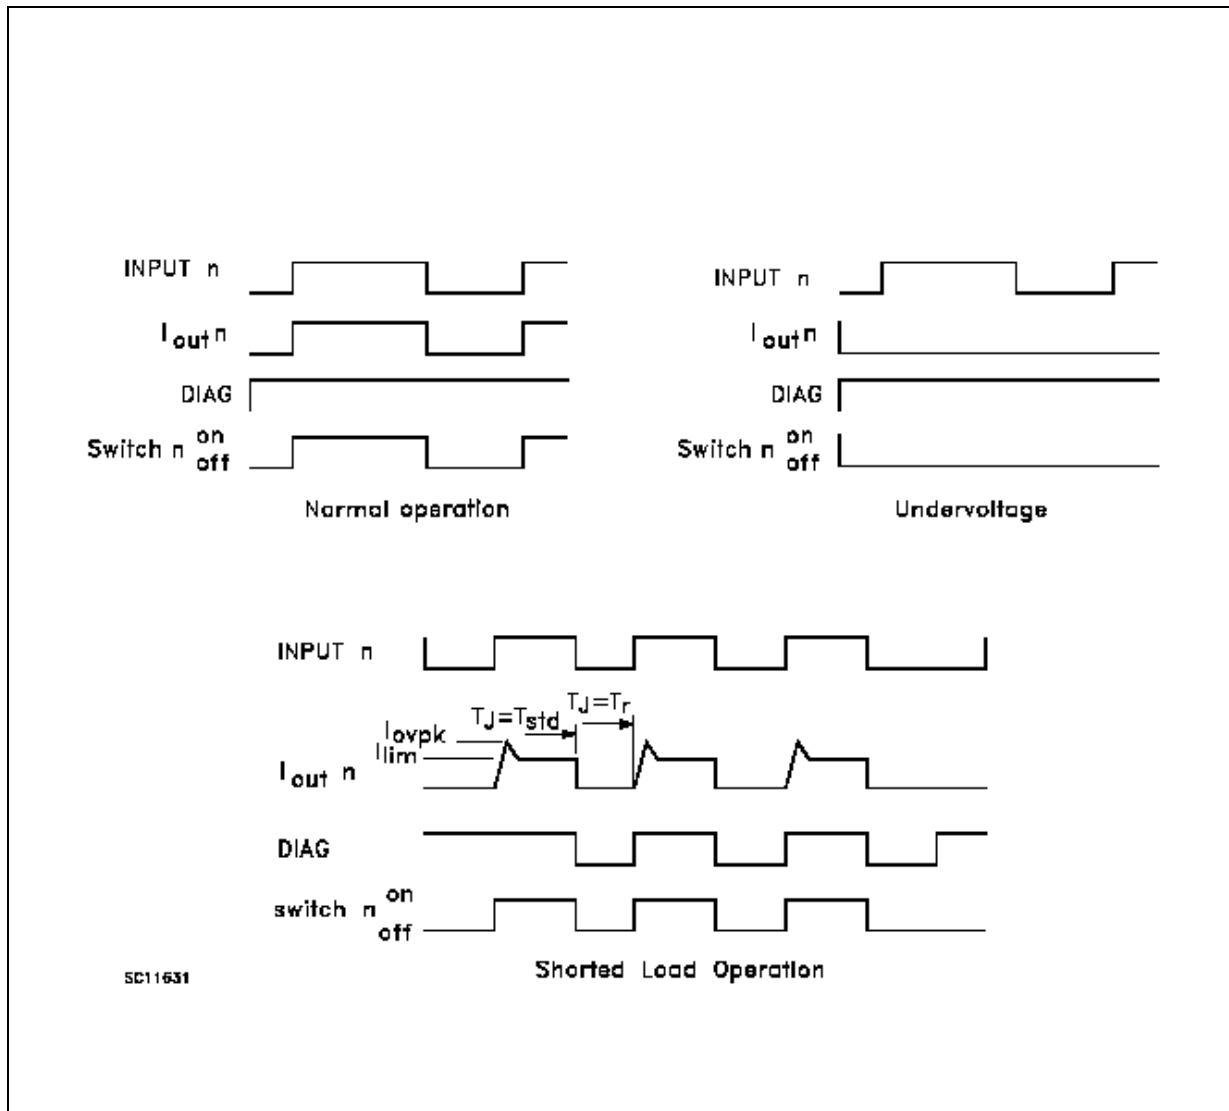 INPUT n
I out n
DIAG
Switch n on off
Normal operation
INPUT n
I out n
DIAG
Switch n on off
Undervoltage
INPUT n
TJ=Tstd
TJ=Tr
Iovpk
Ilim
I out n
DIAG
switch n on off
Shorted Load Operation
SC11631